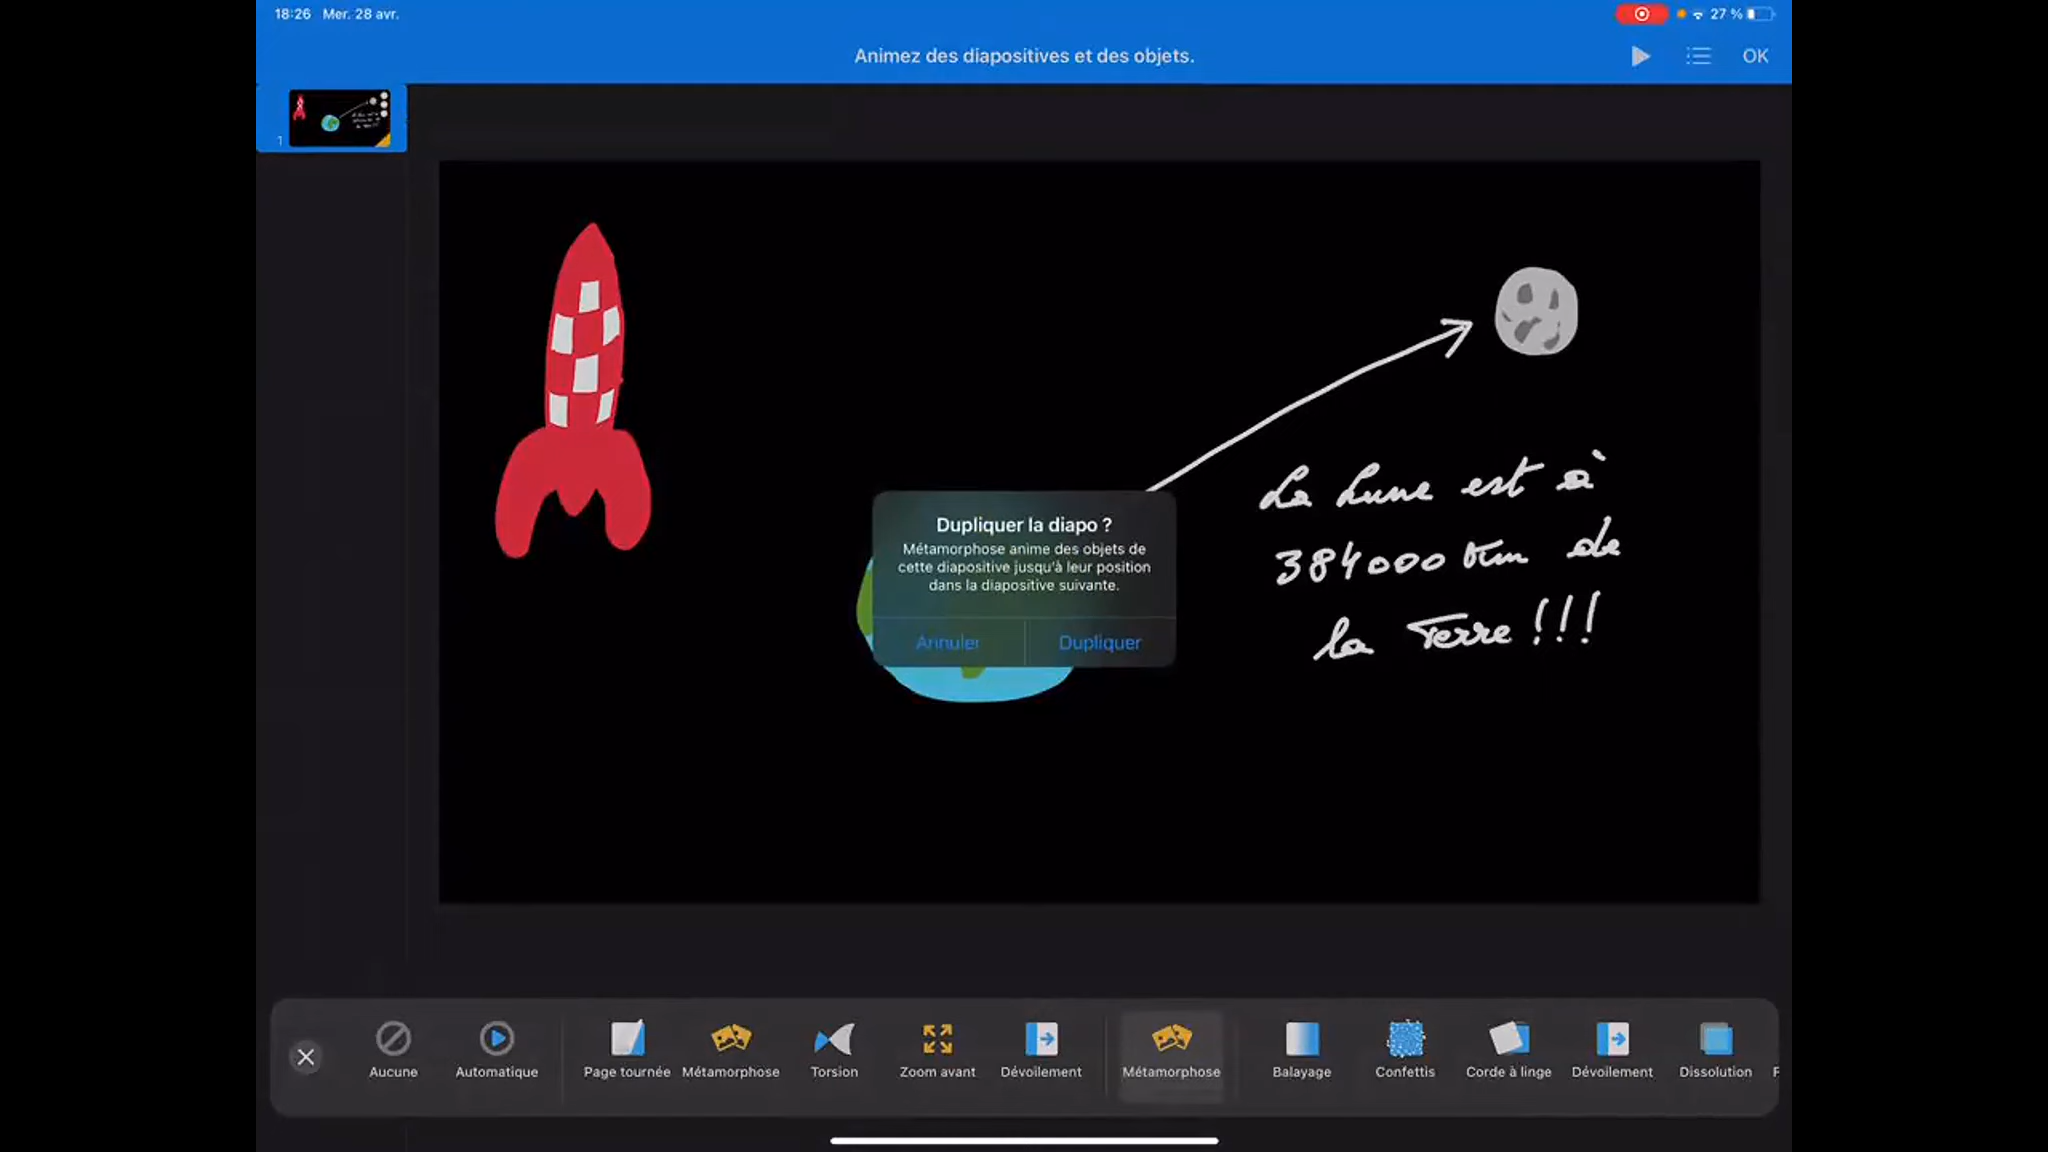 18:26 Mer. 28 avr.
27 %
Animez des diapositives et des objets.
OK
1
La Lune est à
384000 km de
la Terre !!!
Dupliquer la diapo ?
Métamorphose anime des objets de
cette diapositive jusqu'à leur position
dans la diapositive suivante.
Annuler Dupliquer
Aucune Automatique Page tournée Métamorphose Torsion Zoom avant Dévoilement Métamorphose Balayage Confettis Corde à linge Dévoilement Dissolution